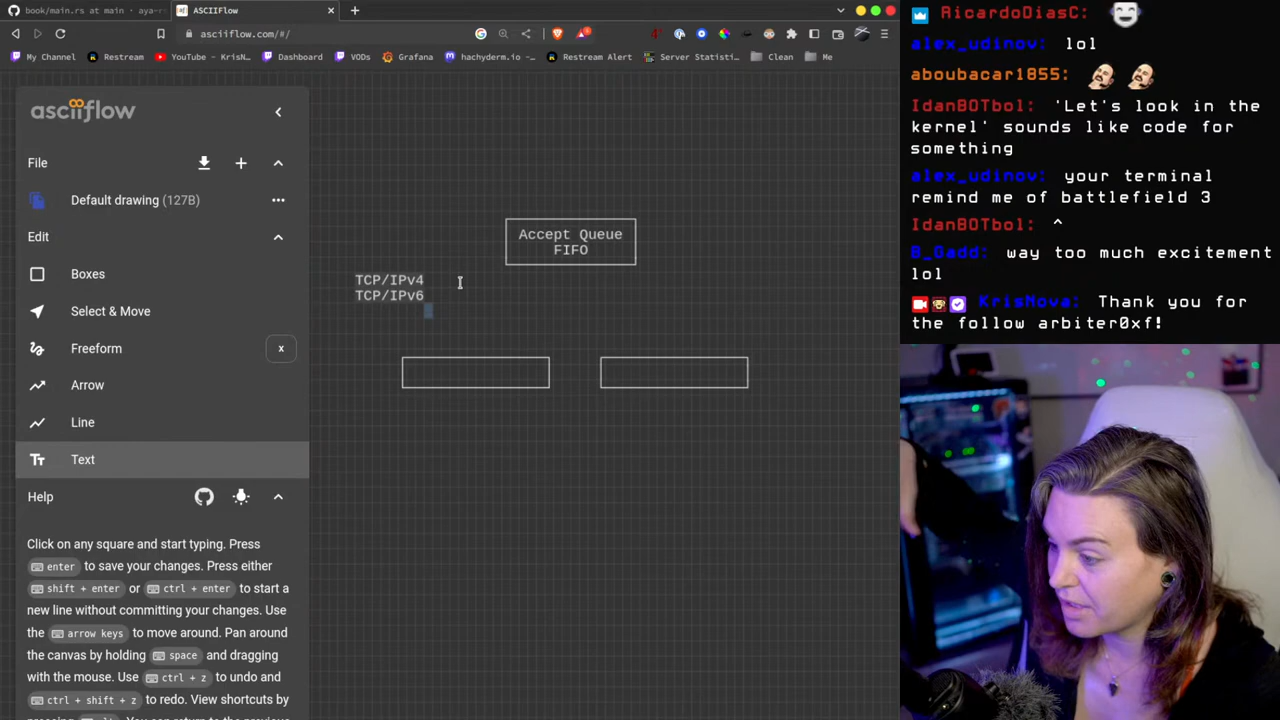 book/main.rs at main · aya-rs
ASCIIFlow
asciiflow.com/#/
My Channel
Restream
YouTube – KrisN...
Dashboard
VODs
Grafana
hachyderm.io -...
Restream Alert
Server Statisti...
Clean
Me
asciiflow
File
Default drawing (127B)
Edit
Boxes
Select & Move
Freeform
x
Arrow
Line
Text
Help
Click on any square and start typing. Press
enter to save your changes. Press either
shift + enter or ctrl + enter to start a
new line without committing your changes. Use
the arrow keys to move around. Pan around
the canvas by holding space and dragging
with the mouse. Use ctrl + z to undo and
ctrl + shift + z to redo. View shortcuts by
Accept Queue
FIFO
TCP/IPv4
TCP/IPv6
RicardoDiasC:
alex_udinov: lol
aboubacar1855:
IdanBOTbol: 'Let's look in the
kernel' sounds like code for
something
alex_udinov: your terminal
remind me of battlefield 3
IdanBOTbol: ^
B_Gadd: way too much excitement
lol
KrisNova: Thank you for
the follow arbiter0xf!